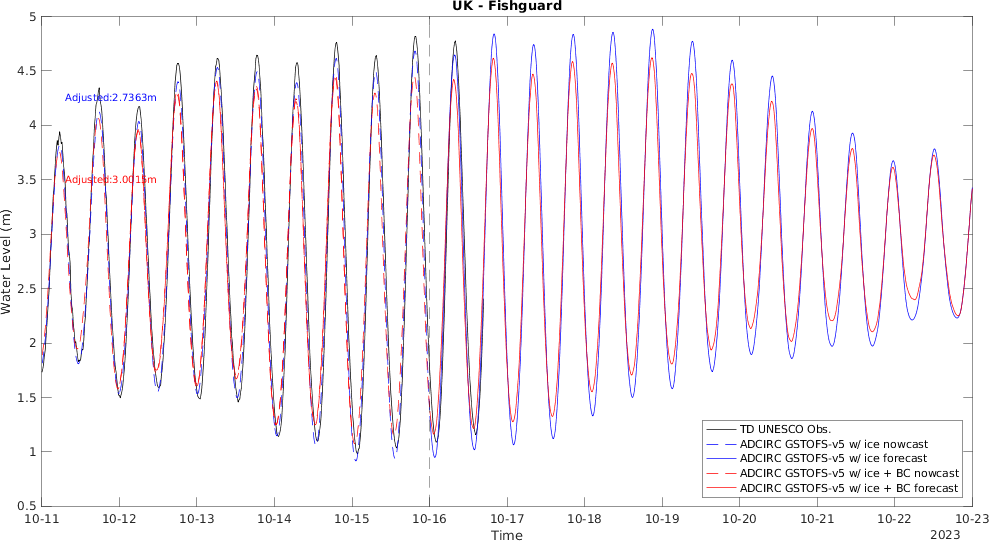 UK - Fishguard
5
4.5
4
3.5
3
2.5
2
1.5
1
0.5
Water Level (m)
Adjusted:2.7363m
Adjusted:3.0015m
TD UNESCO Obs.
ADCIRC GSTOFS-v5 w/ ice nowcast
ADCIRC GSTOFS-v5 w/ ice forecast
ADCIRC GSTOFS-v5 w/ ice + BC nowcast
ADCIRC GSTOFS-v5 w/ ice + BC forecast
10-11 10-12 10-13 10-14 10-15 10-16 10-17 10-18 10-19 10-20 10-21 10-22 10-23
Time
2023